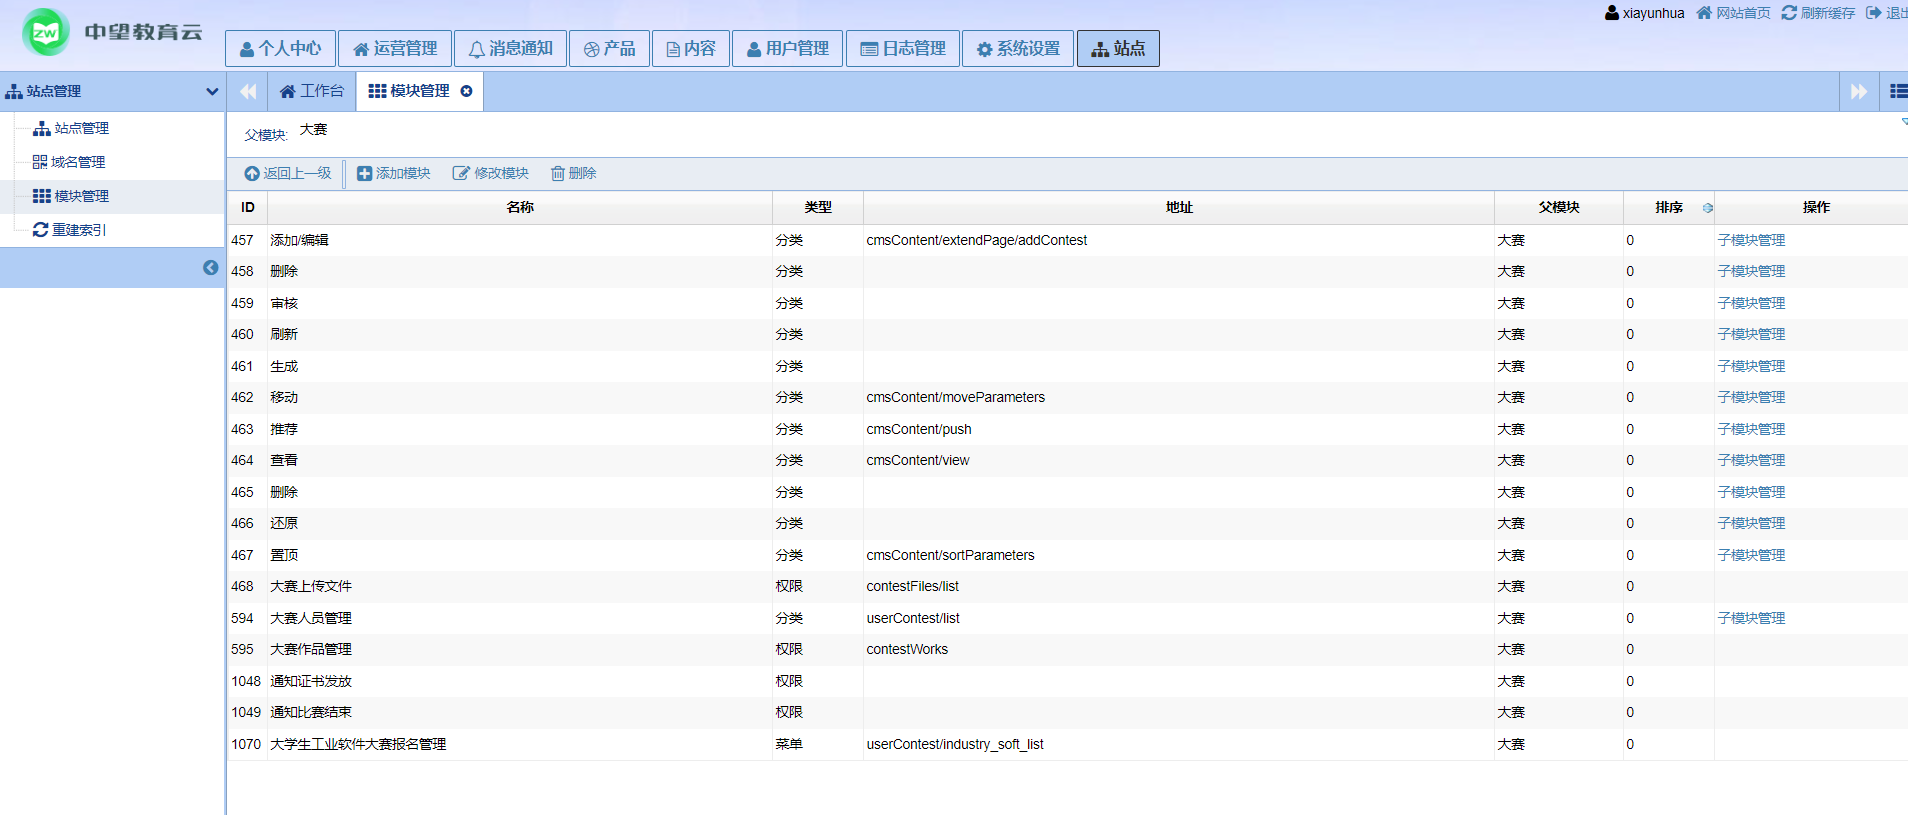 xiayunhua 网站首页 刷新缓存
ZW 中望教育云
个人中心 运营管理 消息通知 产品 内容 用户管理 日志管理 系统设置 站点
站点管理
工作台 模块管理
站点管理
域名管理
模块管理
重建索引
父模块: 大赛
返回上一级 添加模块 修改模块 删除
ID 名称 类型 地址 父模块 排序 操作
457 添加/编辑 分类 cmsContent/extendPage/addContest 大赛 0 子模块管理
458 删除 分类 大赛 0 子模块管理
459 审核 分类 大赛 0 子模块管理
460 刷新 分类 大赛 0 子模块管理
461 生成 分类 大赛 0 子模块管理
462 移动 分类 cmsContent/moveParameters 大赛 0 子模块管理
463 推荐 分类 cmsContent/push 大赛 0 子模块管理
464 查看 分类 cmsContent/view 大赛 0 子模块管理
465 删除 分类 大赛 0 子模块管理
466 还原 分类 大赛 0 子模块管理
467 置顶 分类 cmsContent/sortParameters 大赛 0 子模块管理
468 大赛上传文件 权限 contestFiles/list 大赛 0
594 大赛人员管理 分类 userContest/list 大赛 0 子模块管理
595 大赛作品管理 权限 contestWorks 大赛 0
1048 通知证书发放 权限 大赛 0
1049 通知比赛结束 权限 大赛 0
1070 大学生工业软件大赛报名管理 菜单 userContest/industry_soft_list 大赛 0